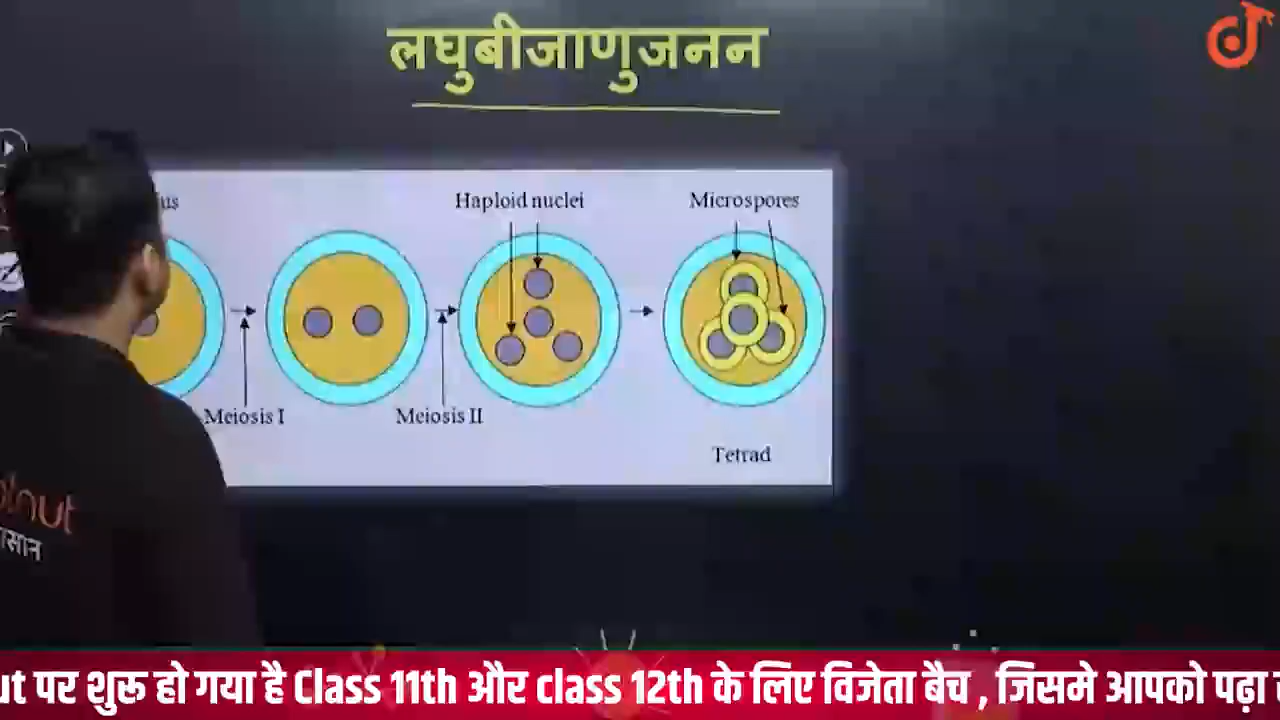 लघुबीजाणुजनन
Haploid nuclei
Microspores
Meiosis I
Meiosis II
Tetrad
पर शुरू हो गया है Class 11th और class 12th के लिए विजेता बैच , जिसमे आपको पढ़ा